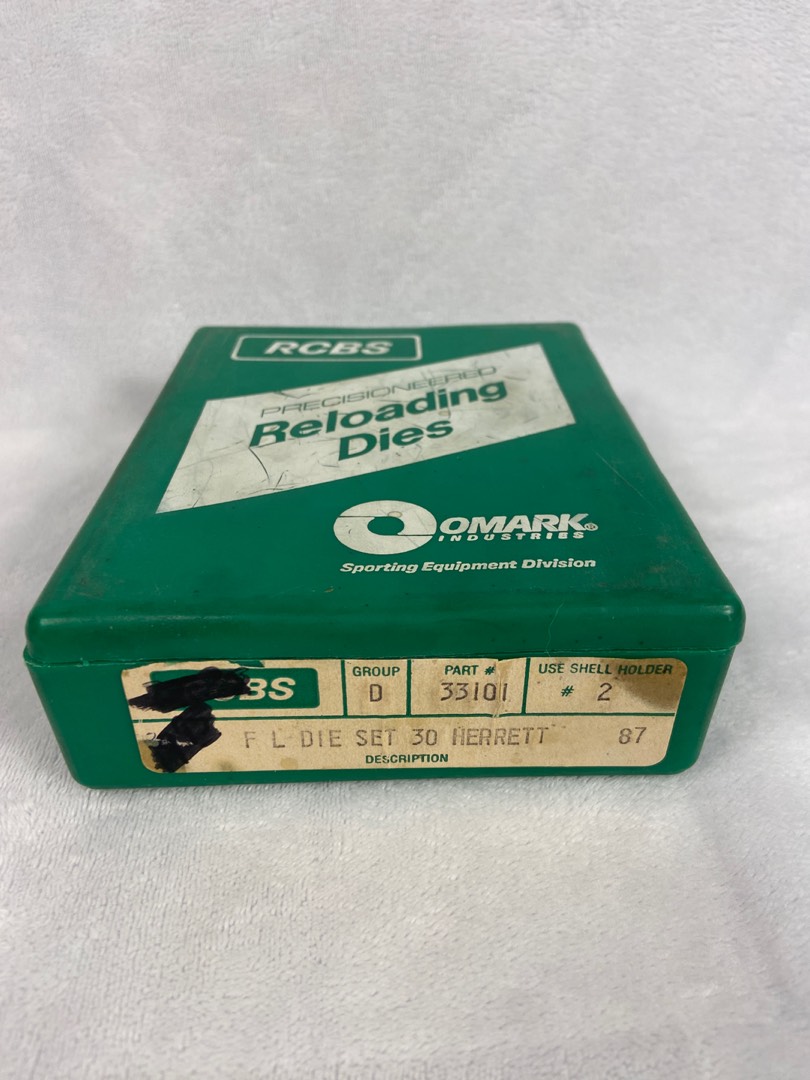 RCBS
PRECISIONEERED
Reloading
Dies
OMARK®
INDUSTRIES
Sporting Equipment Division
BS GROUP PART # USE SHELL HOLDER
D 33101 # 2
F L DIE SET 30 HERRETT 87
DESCRIPTION